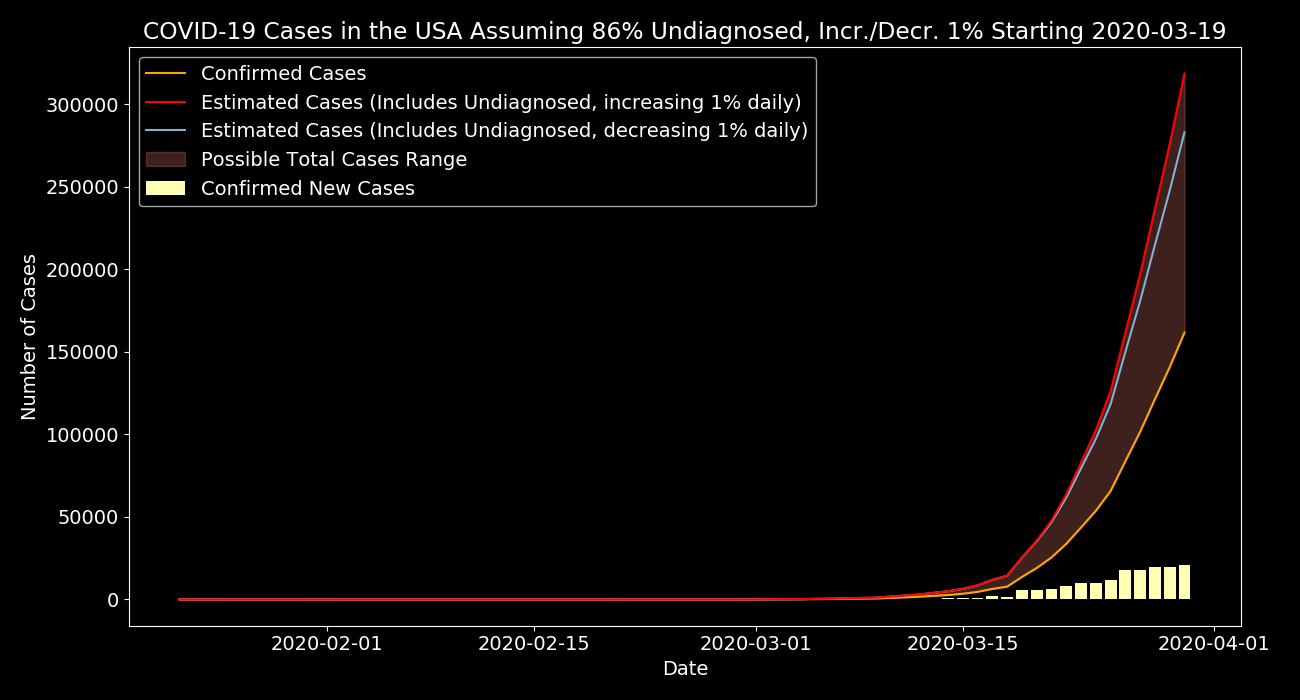 COVID-19 Cases in the USA Assuming 86% Undiagnosed, Incr./Decr. 1% Starting 2020-03-19
Confirmed Cases
Estimated Cases (Includes Undiagnosed, increasing 1% daily)
Estimated Cases (Includes Undiagnosed, decreasing 1% daily)
Possible Total Cases Range
Confirmed New Cases
Number of Cases
300000
250000
200000
150000
100000
50000
0
2020-02-01 2020-02-15 2020-03-01 2020-03-15 2020-04-01
Date